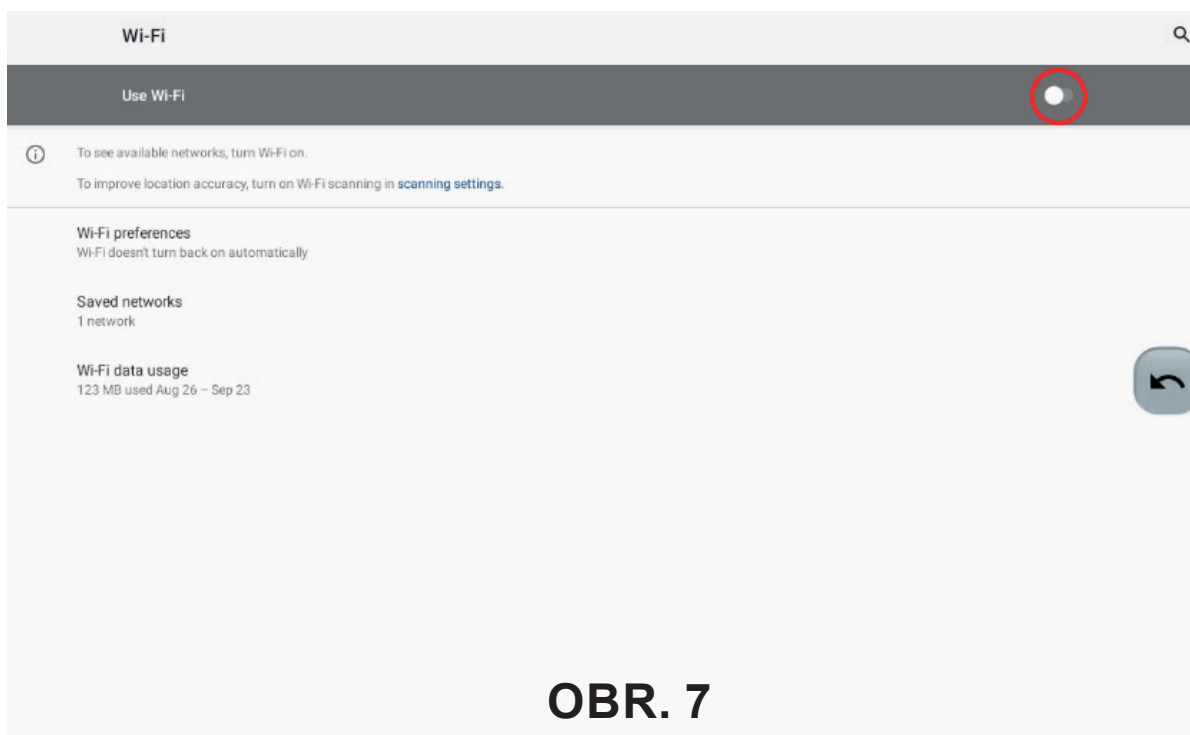 Wi-Fi
Use Wi-Fi
To see available networks, turn Wi-Fi on.
To improve location accuracy, turn on Wi-Fi scanning in scanning settings.
Wi-Fi preferences
Wi-Fi doesn't turn back on automatically
Saved networks
1 network
Wi-Fi data usage
123 MB used Aug 26 – Sep 23
OBR. 7